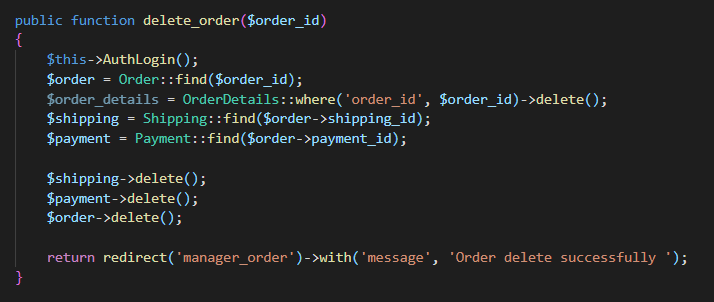 public function delete_order($order_id)
{
$this->AuthLogin();
$order = Order::find($order_id);
$order_details = OrderDetails::where('order_id', $order_id)->delete();
$shipping = Shipping::find($order->shipping_id);
$payment = Payment::find($order->payment_id);
$shipping->delete();
$payment->delete();
$order->delete();
return redirect('manager_order')->with('message', 'Order delete successfully ');
}